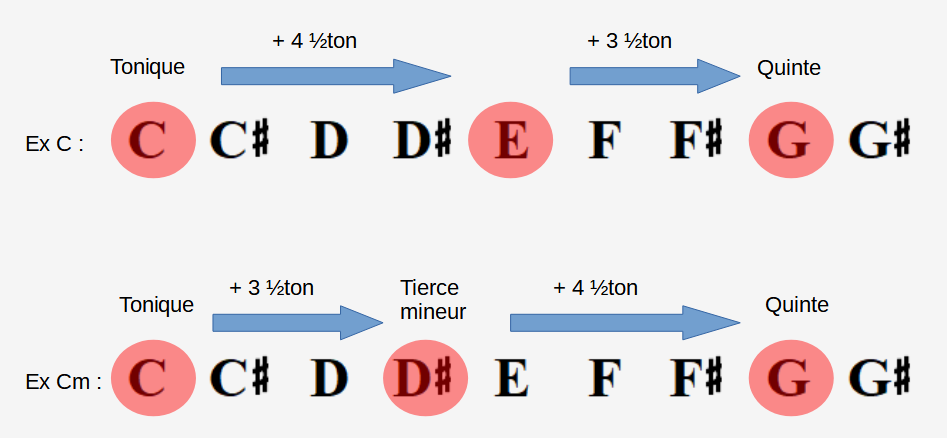 + 4 ½ton + 3 ½ton
Tonique Quinte
Ex C : C C♯ D D♯ E F F♯ G G♯
+ 3 ½ton Tierce + 4 ½ton
Tonique mineur Quinte
Ex Cm : C C♯ D D♯ E F F♯ G G♯